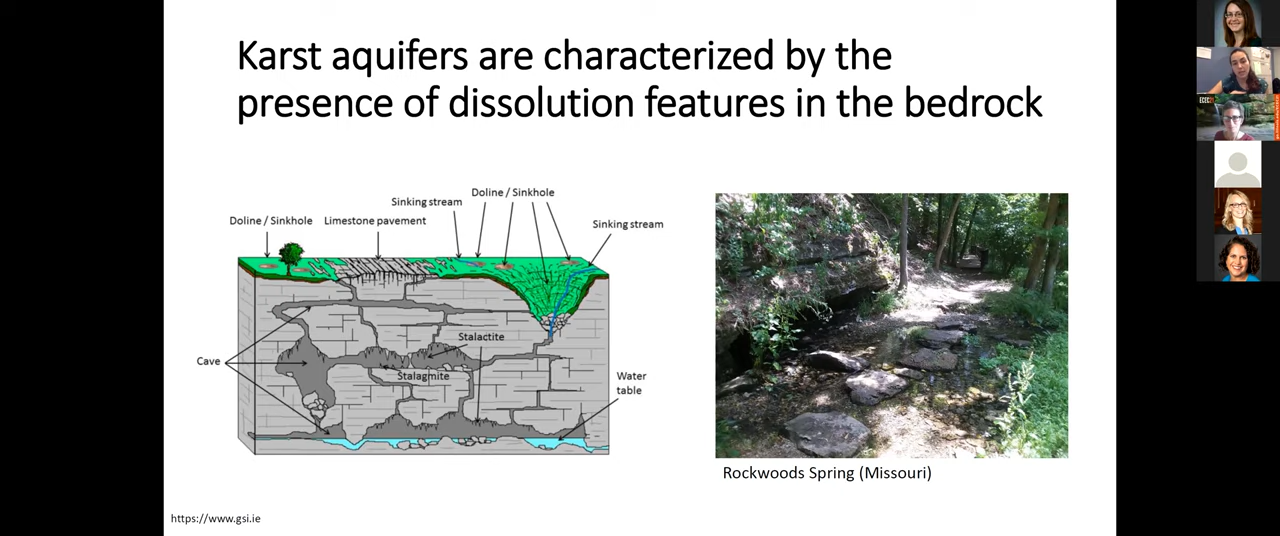 Karst aquifers are characterized by the
presence of dissolution features in the bedrock
Doline / Sinkhole
Sinking stream
Doline / Sinkhole
Limestone pavement
Sinking stream
Stalactite
Cave
Stalagmite
Water
table
Rockwoods Spring (Missouri)
https://www.gsi.ie